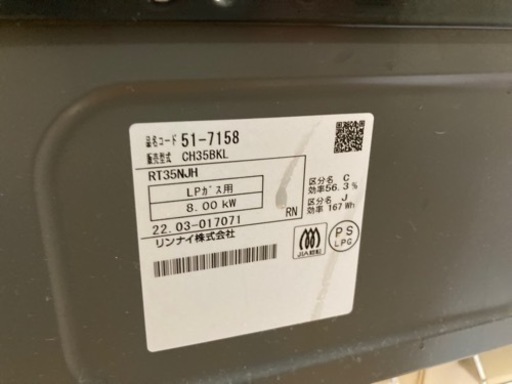 品名コード 51-7158
販売型式 CH35BKL
RT35NJH
LPガス用
8.00 kW
RN
区分名 C
効率56.3%
区分名 J
効率 167 Wh
22.03-017071
リンナイ株式会社
JIA認証
PS
LPG